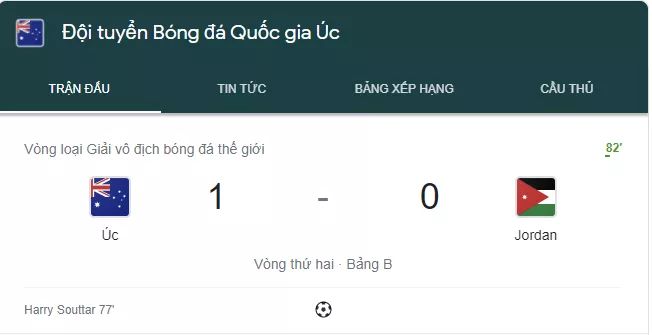 Đội tuyển Bóng đá Quốc gia Úc
TRẬN ĐẤU TIN TỨC BẢNG XẾP HẠNG CẦU THỦ
Vòng loại Giải vô địch bóng đá thế giới 82'
1 - 0
Úc Jordan
Vòng thứ hai · Bảng B
Harry Souttar 77'